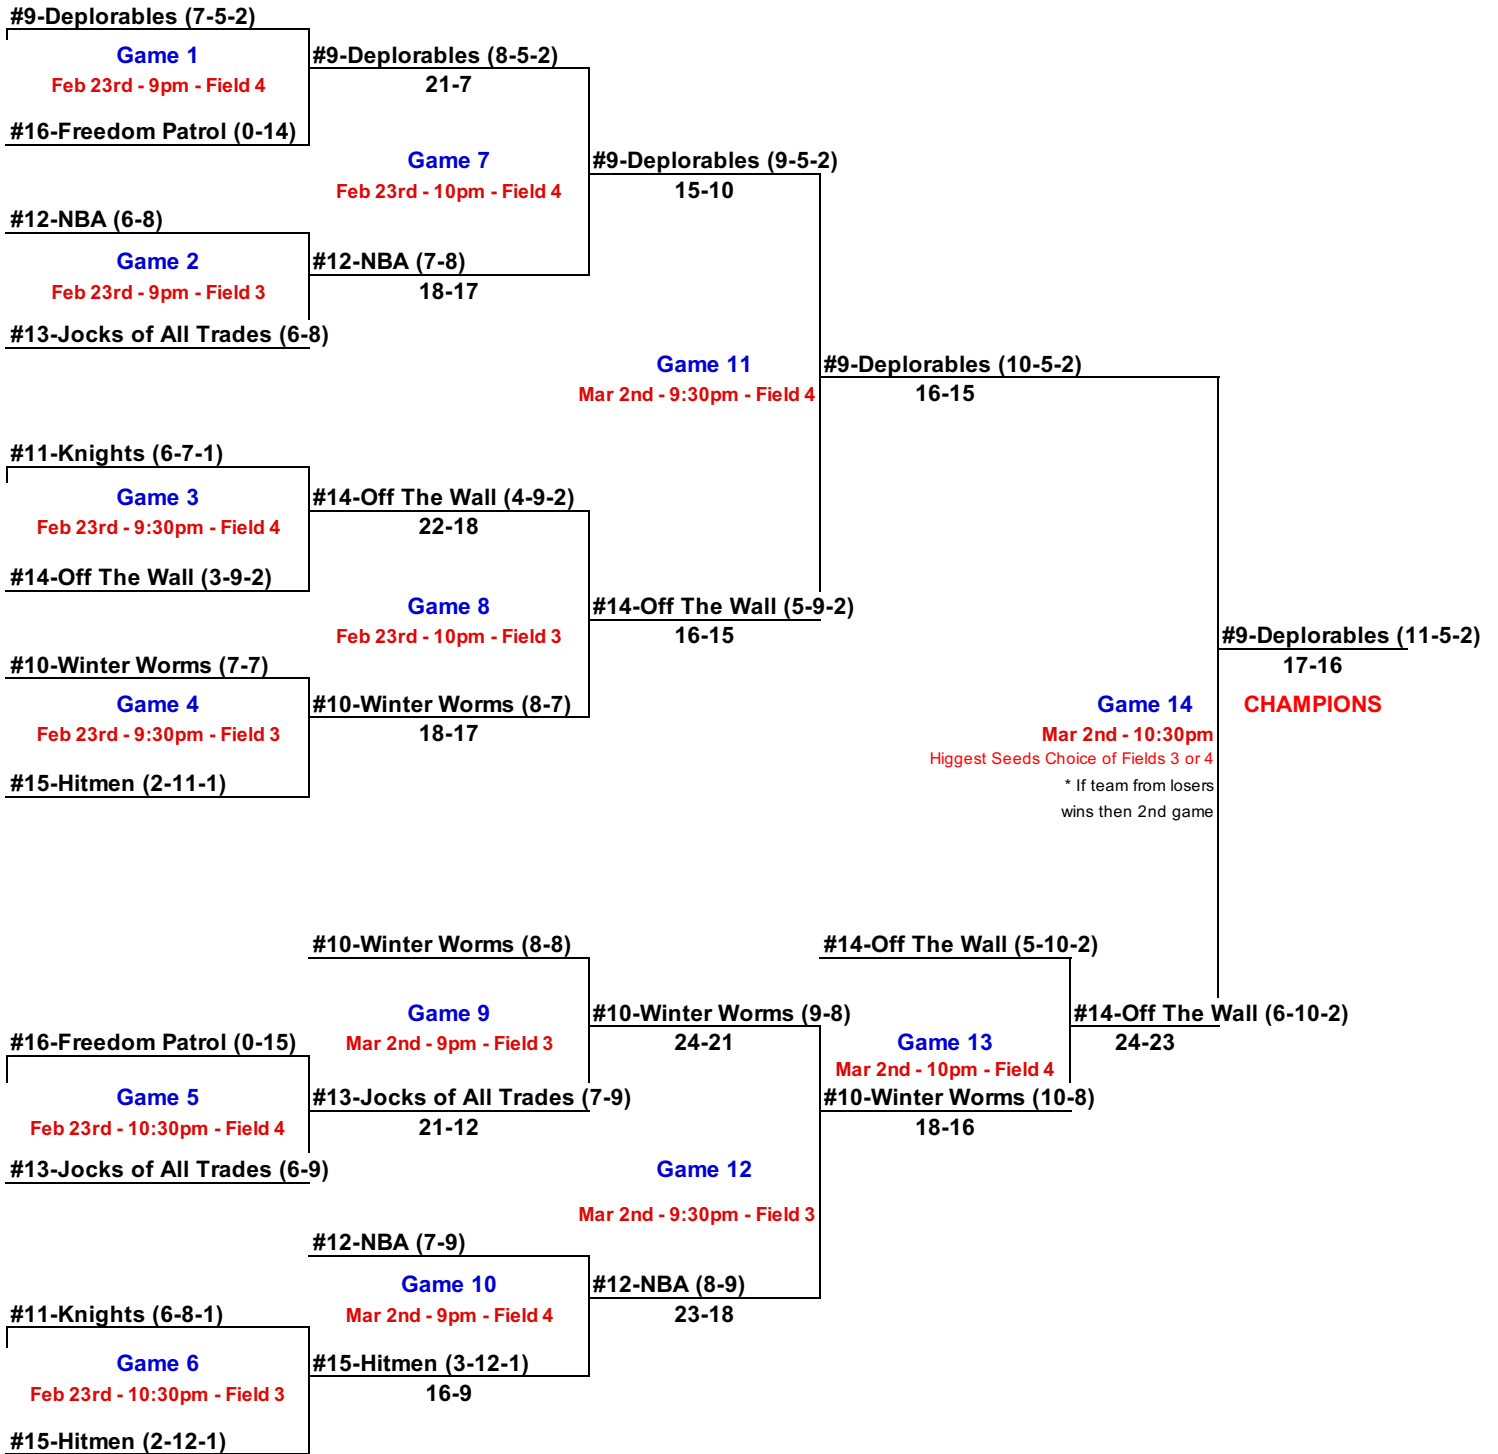 #9-Deplorables (7-5-2)
Game 1
Feb 23rd - 9pm - Field 4
#16-Freedom Patrol (0-14)
#9-Deplorables (8-5-2)
21-7
Game 7
Feb 23rd - 10pm - Field 4
#12-NBA (6-8)
Game 2
Feb 23rd - 9pm - Field 3
#13-Jocks of All Trades (6-8)
#12-NBA (7-8)
18-17
#9-Deplorables (9-5-2)
15-10
Game 11
Mar 2nd - 9:30pm - Field 4
#9-Deplorables (10-5-2)
16-15
#11-Knights (6-7-1)
Game 3
Feb 23rd - 9:30pm - Field 4
#14-Off The Wall (3-9-2)
#14-Off The Wall (4-9-2)
22-18
Game 8
Feb 23rd - 10pm - Field 3
#14-Off The Wall (5-9-2)
16-15
#10-Winter Worms (7-7)
Game 4
Feb 23rd - 9:30pm - Field 3
#15-Hitmen (2-11-1)
#10-Winter Worms (8-7)
18-17
#9-Deplorables (11-5-2)
17-16
CHAMPIONS
Game 14
Mar 2nd - 10:30pm
Higgest Seeds Choice of Fields 3 or 4
* If team from losers
wins then 2nd game
#10-Winter Worms (8-8)
Game 9
Mar 2nd - 9pm - Field 3
#16-Freedom Patrol (0-15)
Game 5
Feb 23rd - 10:30pm - Field 4
#13-Jocks of All Trades (6-9)
#13-Jocks of All Trades (7-9)
21-12
#10-Winter Worms (9-8)
24-21
#14-Off The Wall (5-10-2)
Game 13
Mar 2nd - 10pm - Field 4
#14-Off The Wall (6-10-2)
24-23
#10-Winter Worms (10-8)
18-16
Game 12
Mar 2nd - 9:30pm - Field 3
#12-NBA (7-9)
Game 10
Mar 2nd - 9pm - Field 4
#12-NBA (8-9)
23-18
#11-Knights (6-8-1)
Game 6
Feb 23rd - 10:30pm - Field 3
#15-Hitmen (2-12-1)
#15-Hitmen (3-12-1)
16-9